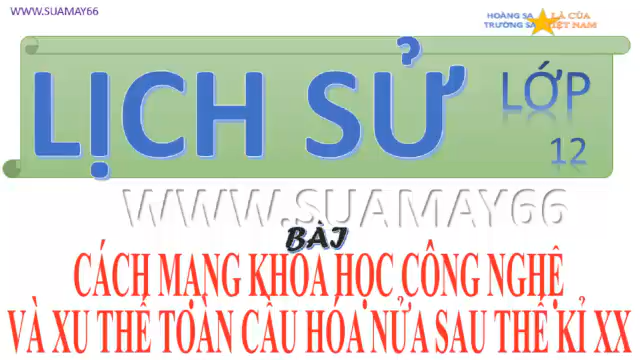 WWW.SUAMAY66
HOÀNG SA LÀ CỦA
TRƯỜNG SA VIỆT NAM
LỊCH SỬ LỚP
12
WWW.SUAMAY66
BÀI
CÁCH MẠNG KHOA HỌC CÔNG NGHỆ
VÀ XU THẾ TOÀN CẦU HÓA NỬA SAU THẾ KỈ XX